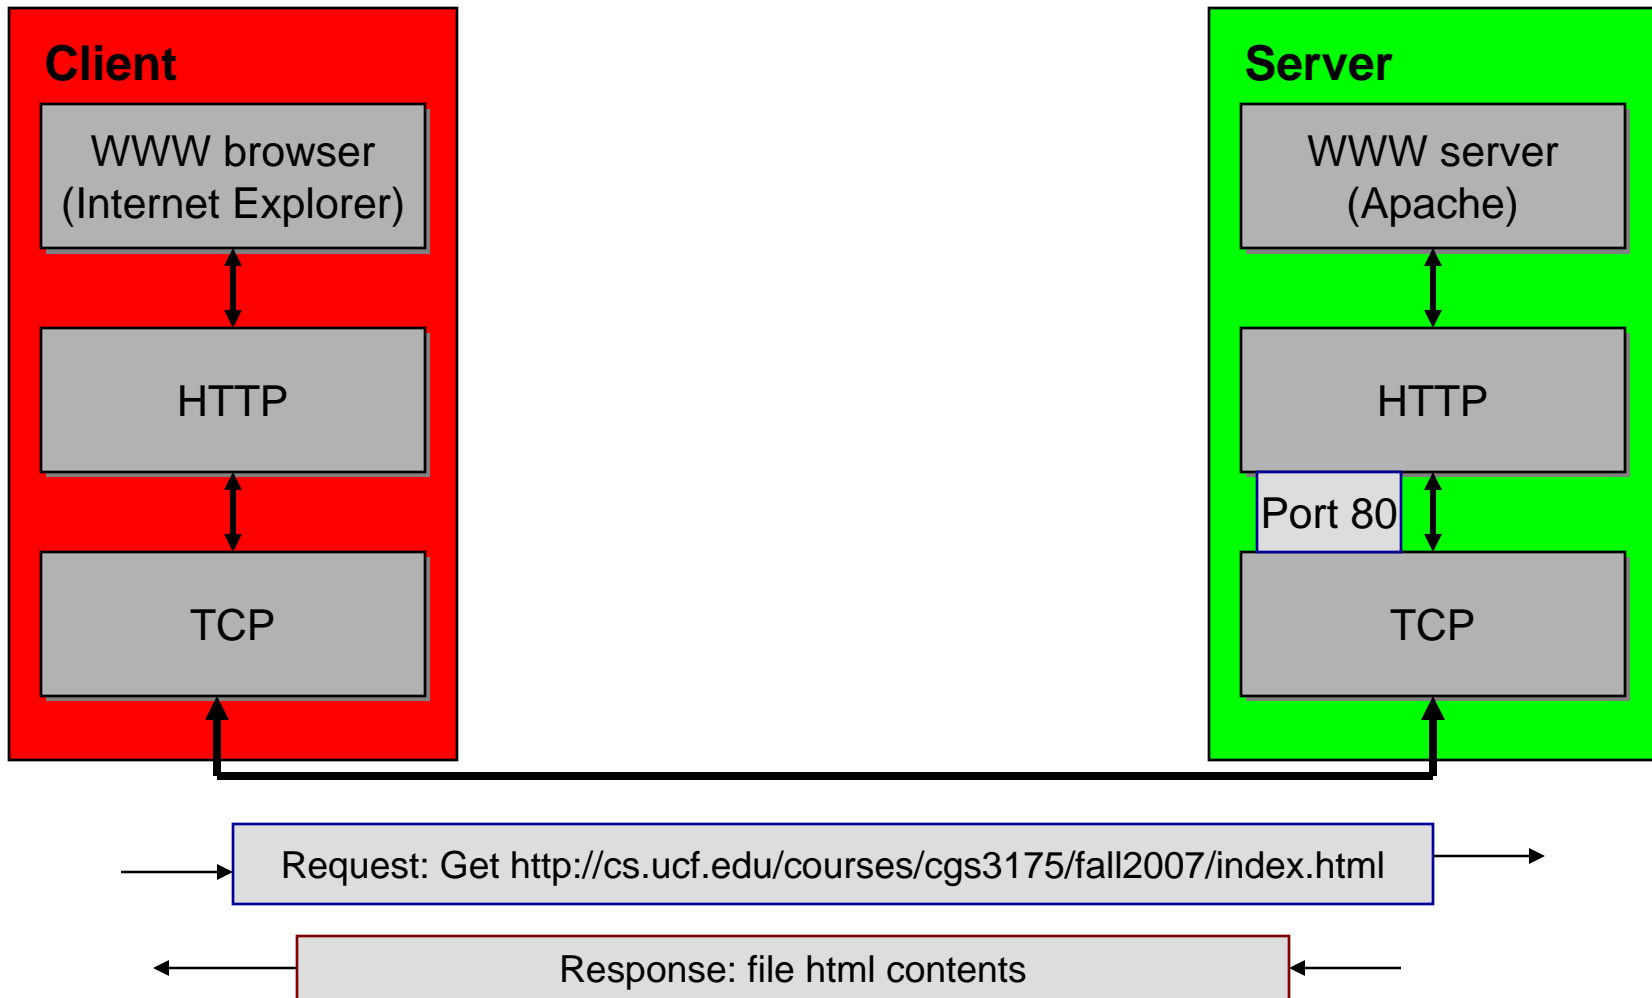 Client
WWW browser
(Internet Explorer)
HTTP
TCP
Server
WWW server
(Apache)
HTTP
Port 80
TCP
Request: Get http://cs.ucf.edu/courses/cgs3175/fall2007/index.html
Response: file html contents